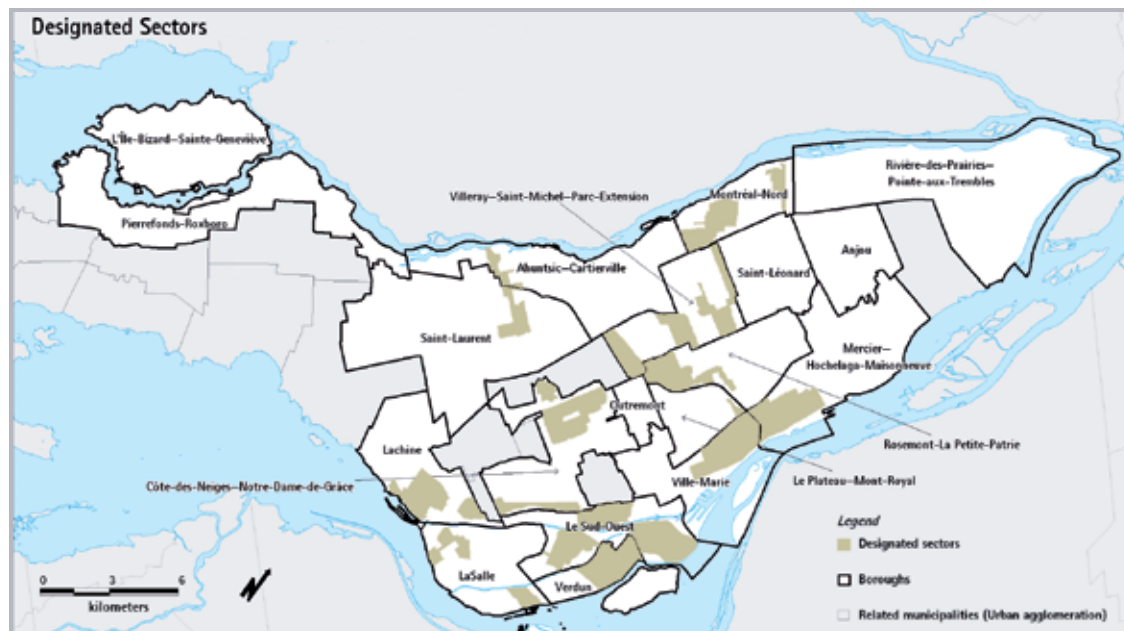 Designated Sectors
L'Île-Bizard–Sainte-Geneviève
Pierrefonds-Roxboro
Villeray–Saint-Michel–Parc-Extension
Montréal-Nord
Rivière-des-Prairies–
Pointe-aux-Trembles
Ahuntsic-Cartierville
Saint-Léonard
Anjou
Saint-Laurent
Mercier–
Hochelaga-Maisonneuve
Outremont
Lachine
Rosemont-La Petite-Patrie
Côte-des-Neiges–Notre-Dame-de-Grâce
Ville-Marie
Le Plateau–Mont-Royal
Le Sud-Ouest
LaSalle
Verdun
Legend
Designated sectors
Boroughs
Related municipalities (Urban agglomeration)
0 3 6
kilometers
N